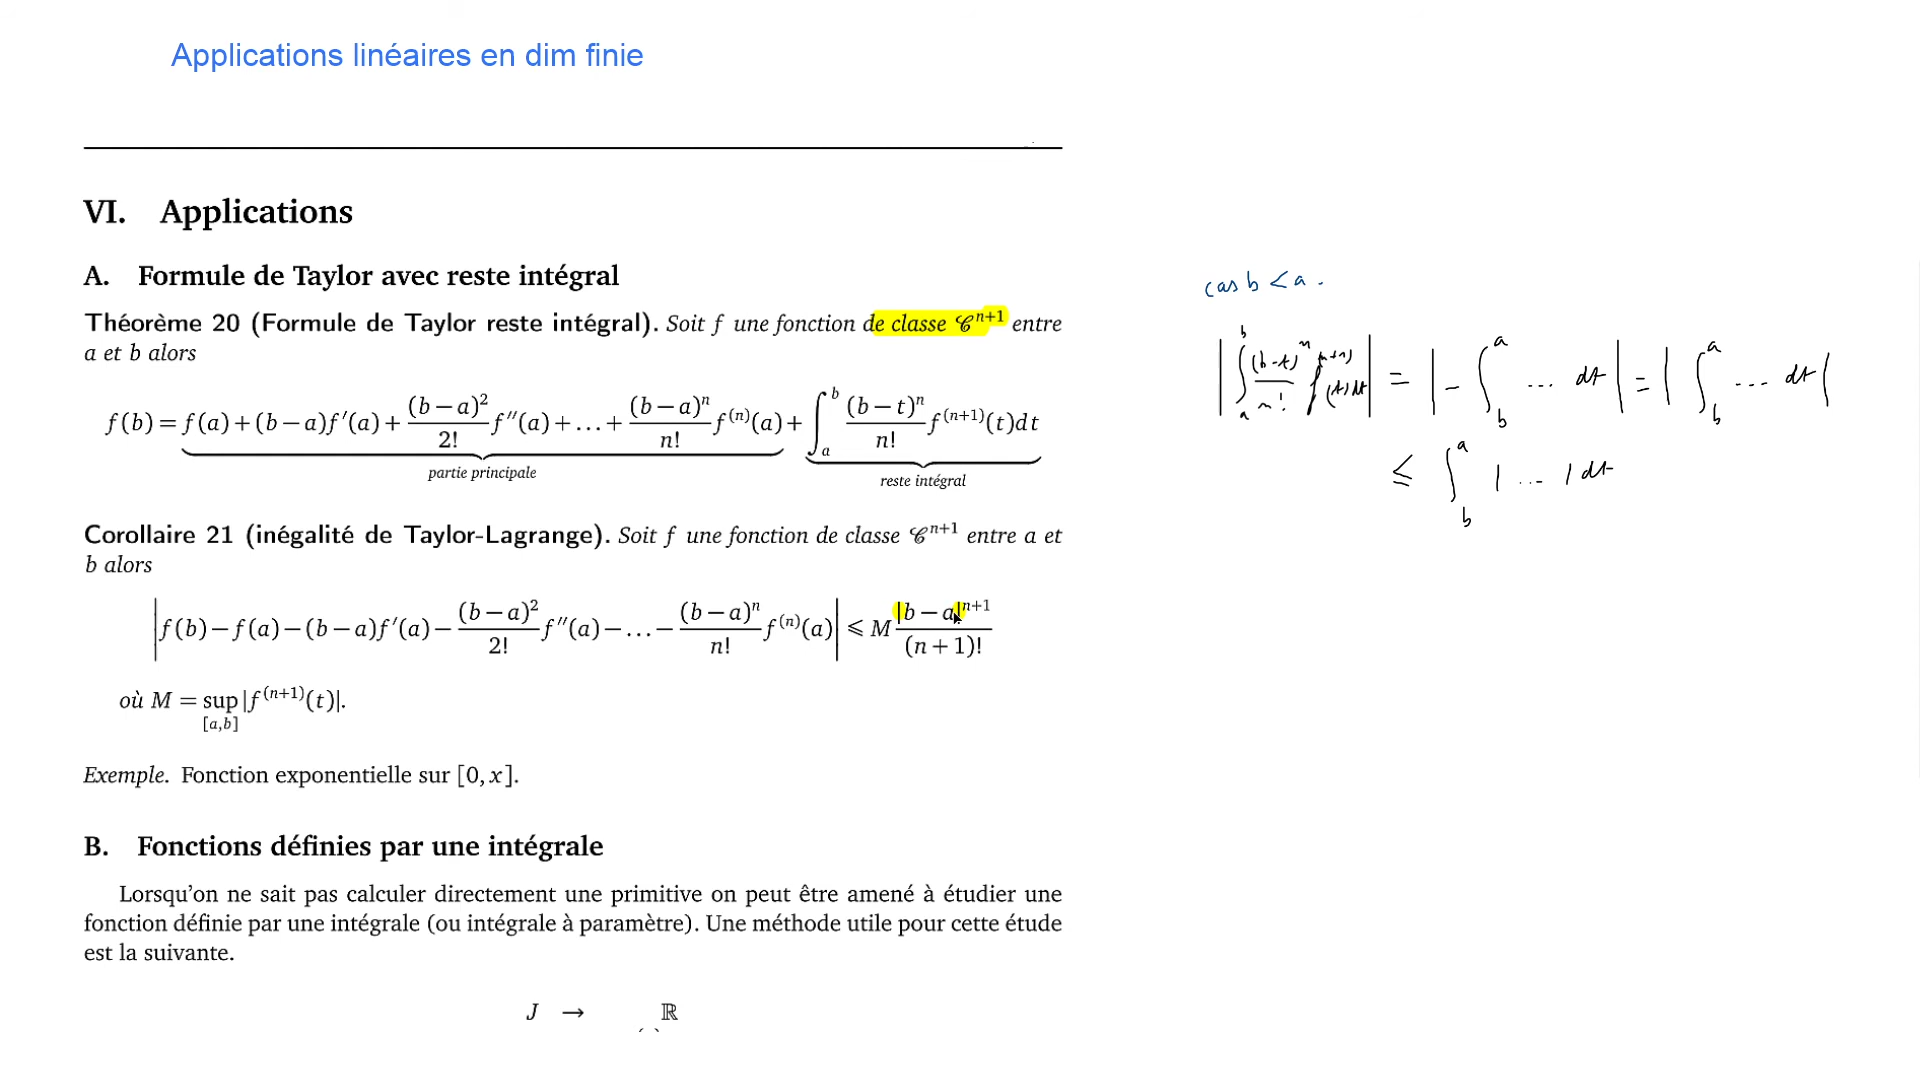 Applications linéaires en dim finie
VI. Applications
A. Formule de Taylor avec reste intégral
Théorème 20 (Formule de Taylor reste intégral). Soit f une fonction de classe 𝒞^{n+1} entre
a et b alors
f(b) = f(a) + (b − a)f′(a) + (b − a)²/2! f″(a) + … + (b − a)ⁿ/n! f^{(n)}(a) + ∫_a^b (b − t)ⁿ/n! f^{(n+1)}(t)dt
partie principale
reste intégral
Corollaire 21 (inégalité de Taylor-Lagrange). Soit f une fonction de classe 𝒞^{n+1} entre a et
b alors
|f(b) − f(a) − (b − a)f′(a) − (b − a)²/2! f″(a) − … − (b − a)ⁿ/n! f^{(n)}(a)| ⩽ M |b − a|^{n+1}/(n + 1)!
où M = sup_{[a,b]} |f^{(n+1)}(t)|.
Exemple. Fonction exponentielle sur [0, x].
B. Fonctions définies par une intégrale
Lorsqu'on ne sait pas calculer directement une primitive on peut être amené à étudier une
fonction définie par une intégrale (ou intégrale à paramètre). Une méthode utile pour cette étude
est la suivante.
J → ℝ
cas b < a.
|∫_a^b (b-t)^n/n! f^{(n+1)}(t) dt| = |- ∫_b^a ... dt| = |∫_b^a ... dt|
≤ ∫_b^a | ... | dt